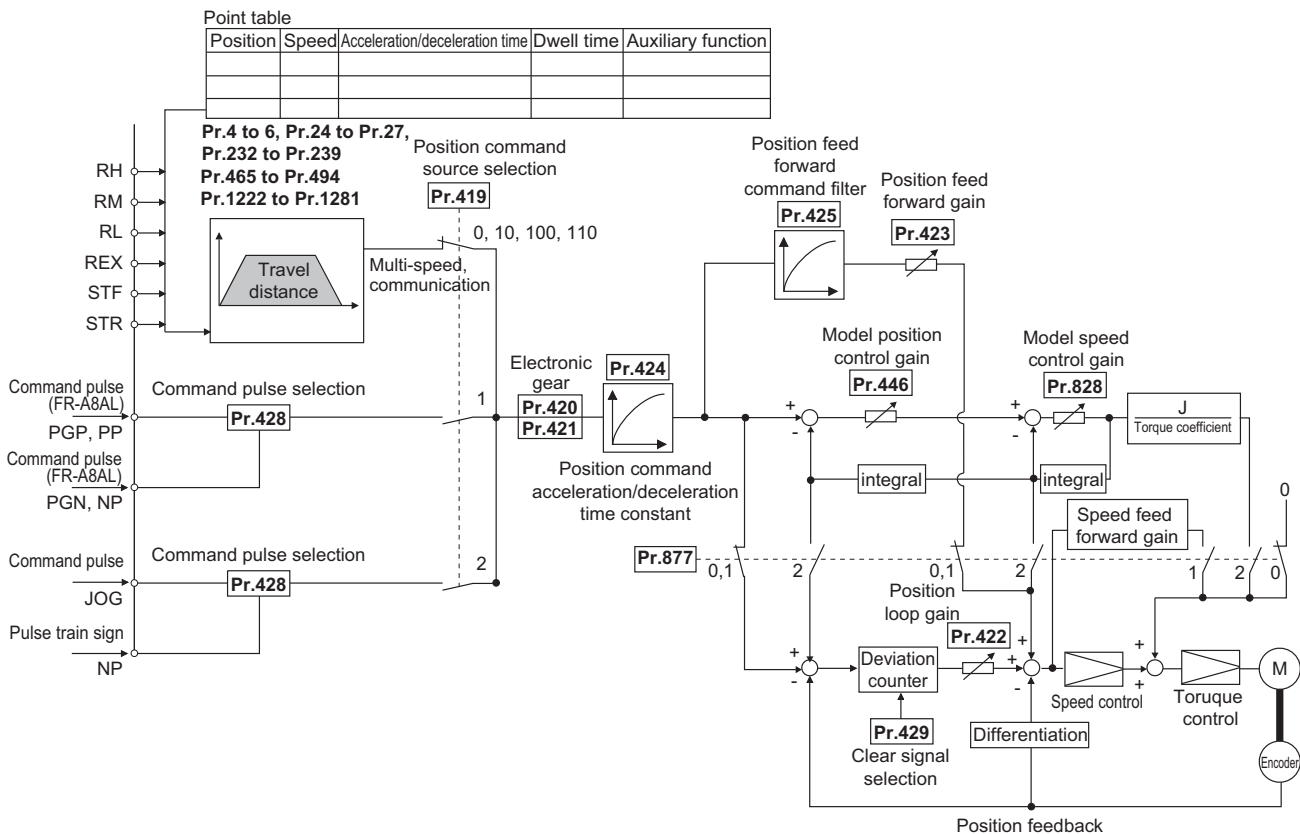 Point table
Position Speed Acceleration/deceleration time Dwell time Auxiliary function
Pr.4 to 6, Pr.24 to Pr.27,
Pr.232 to Pr.239
Pr.465 to Pr.494
Pr.1222 to Pr.1281
RH
RM
RL
REX
STF
STR
Travel
distance
Multi-speed,
communication
Position command
source selection
Pr.419
0, 10, 100, 110
1
2
Command pulse
(FR-A8AL)
PGP, PP
Command pulse selection
Pr.428
Command pulse
(FR-A8AL)
PGN, NP
Command pulse
JOG
Command pulse selection
Pr.428
Pulse train sign
NP
Electronic
gear
Pr.420
Pr.421
Pr.424
Position command
acceleration/deceleration
time constant
Position feed
forward
command filter
Pr.425
Position feed
forward gain
Pr.423
Model position
control gain
Pr.446
Model speed
control gain
Pr.828
J
Torque coefficient
+
-
+
-
integral
integral
Speed feed
forward gain
0
Pr.877
0,1
2
0,1
2
1
2
0
Position
loop gain
Pr.422
+
-
Deviation
counter
+
+
-
Speed control
+
+
Toruque
control
M
Pr.429
Clear signal
selection
Differentiation
Encoder
Position feedback